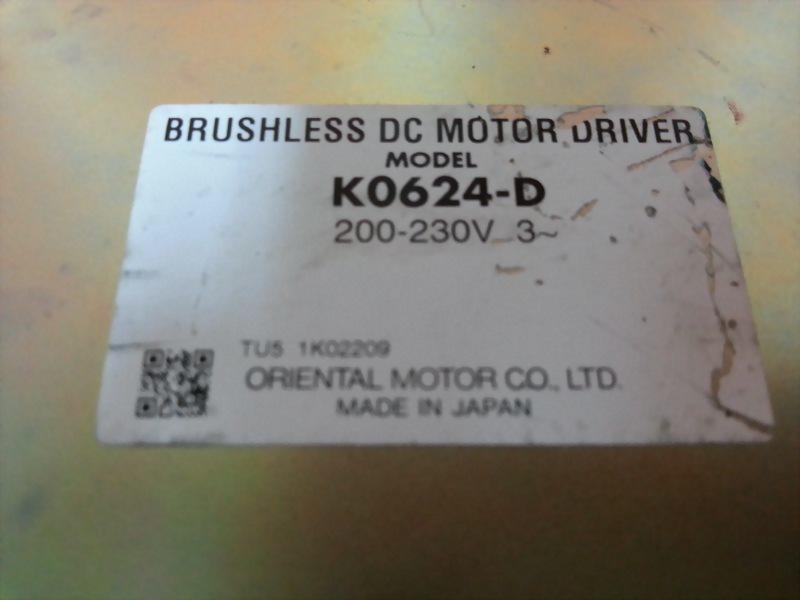 BRUSHLESS DC MOTOR DRIVER
MODEL
K0624-D
200-230V 3~
TU5 1K02209
ORIENTAL MOTOR CO., LTD.
MADE IN JAPAN